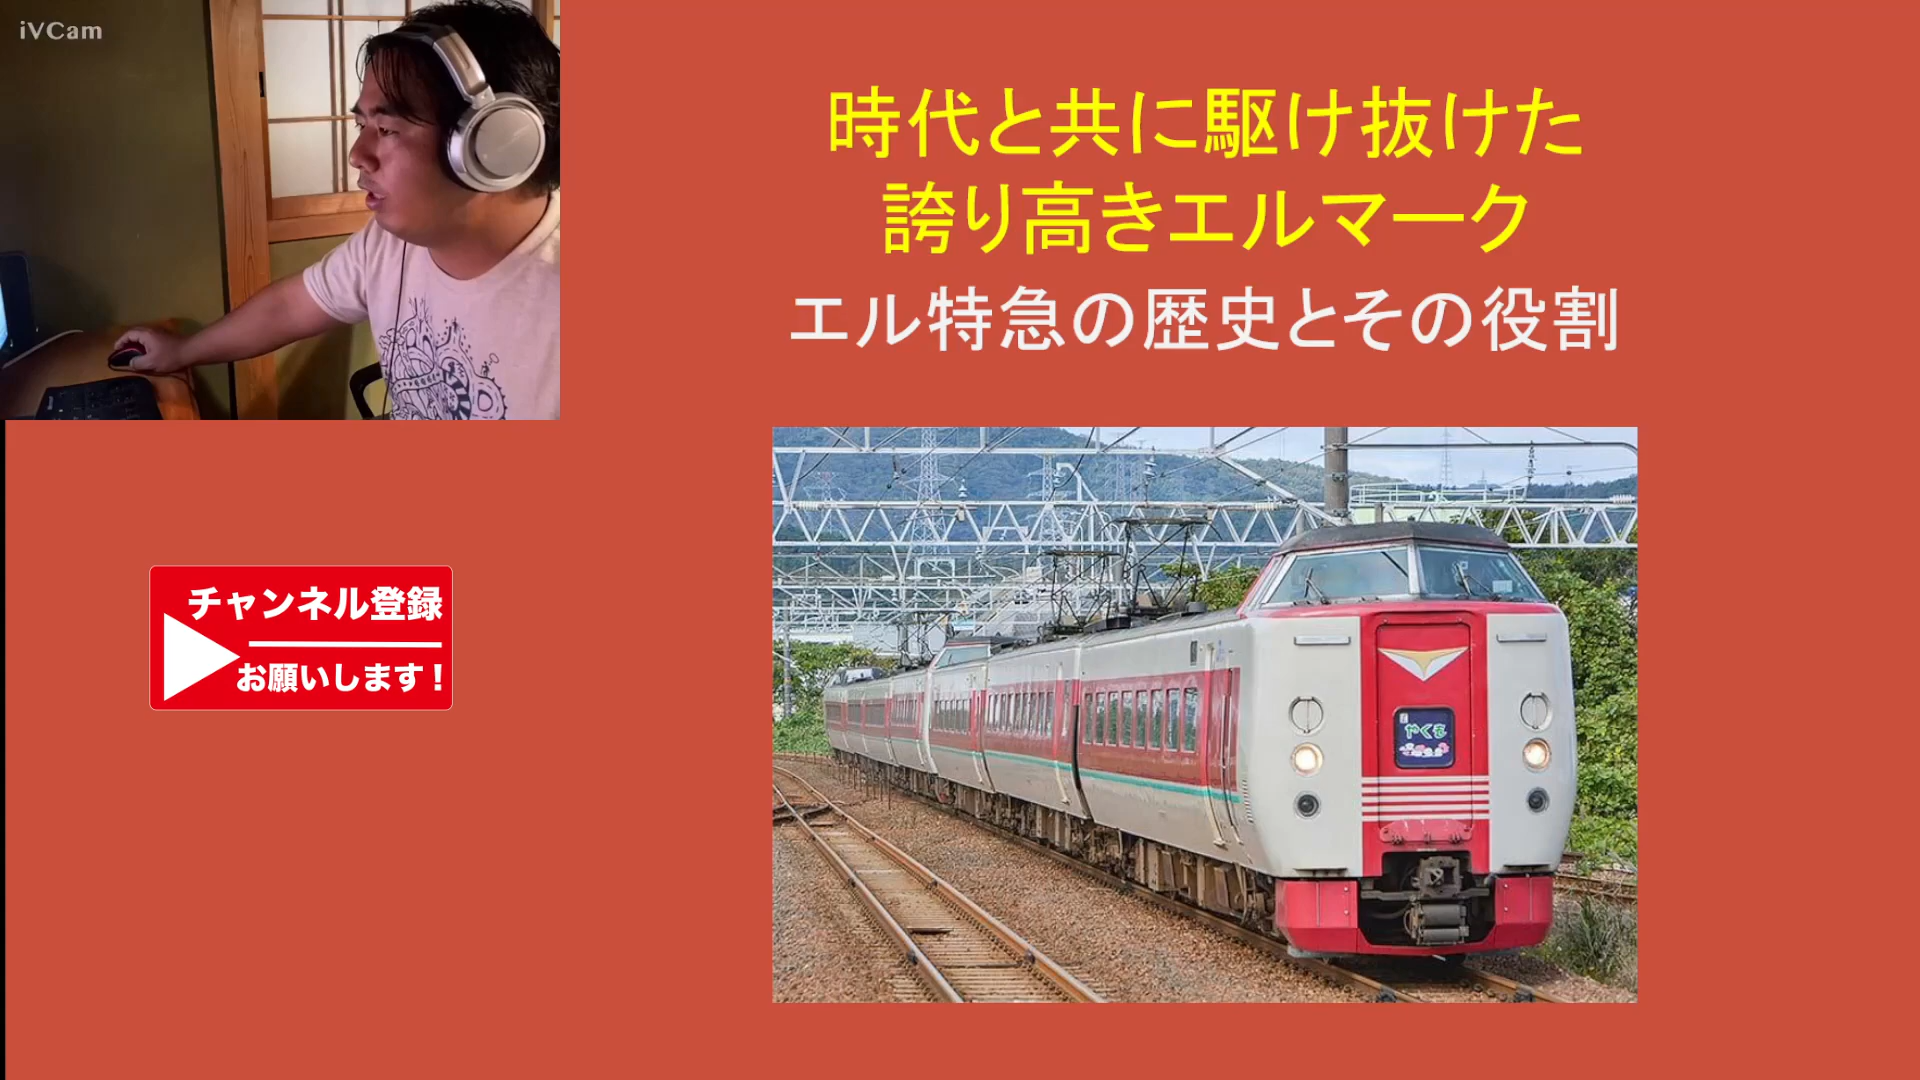 iVCam
時代と共に駆け抜けた
誇り高きエルマーク
エル特急の歴史とその役割
チャンネル登録
お願いします!
やくも